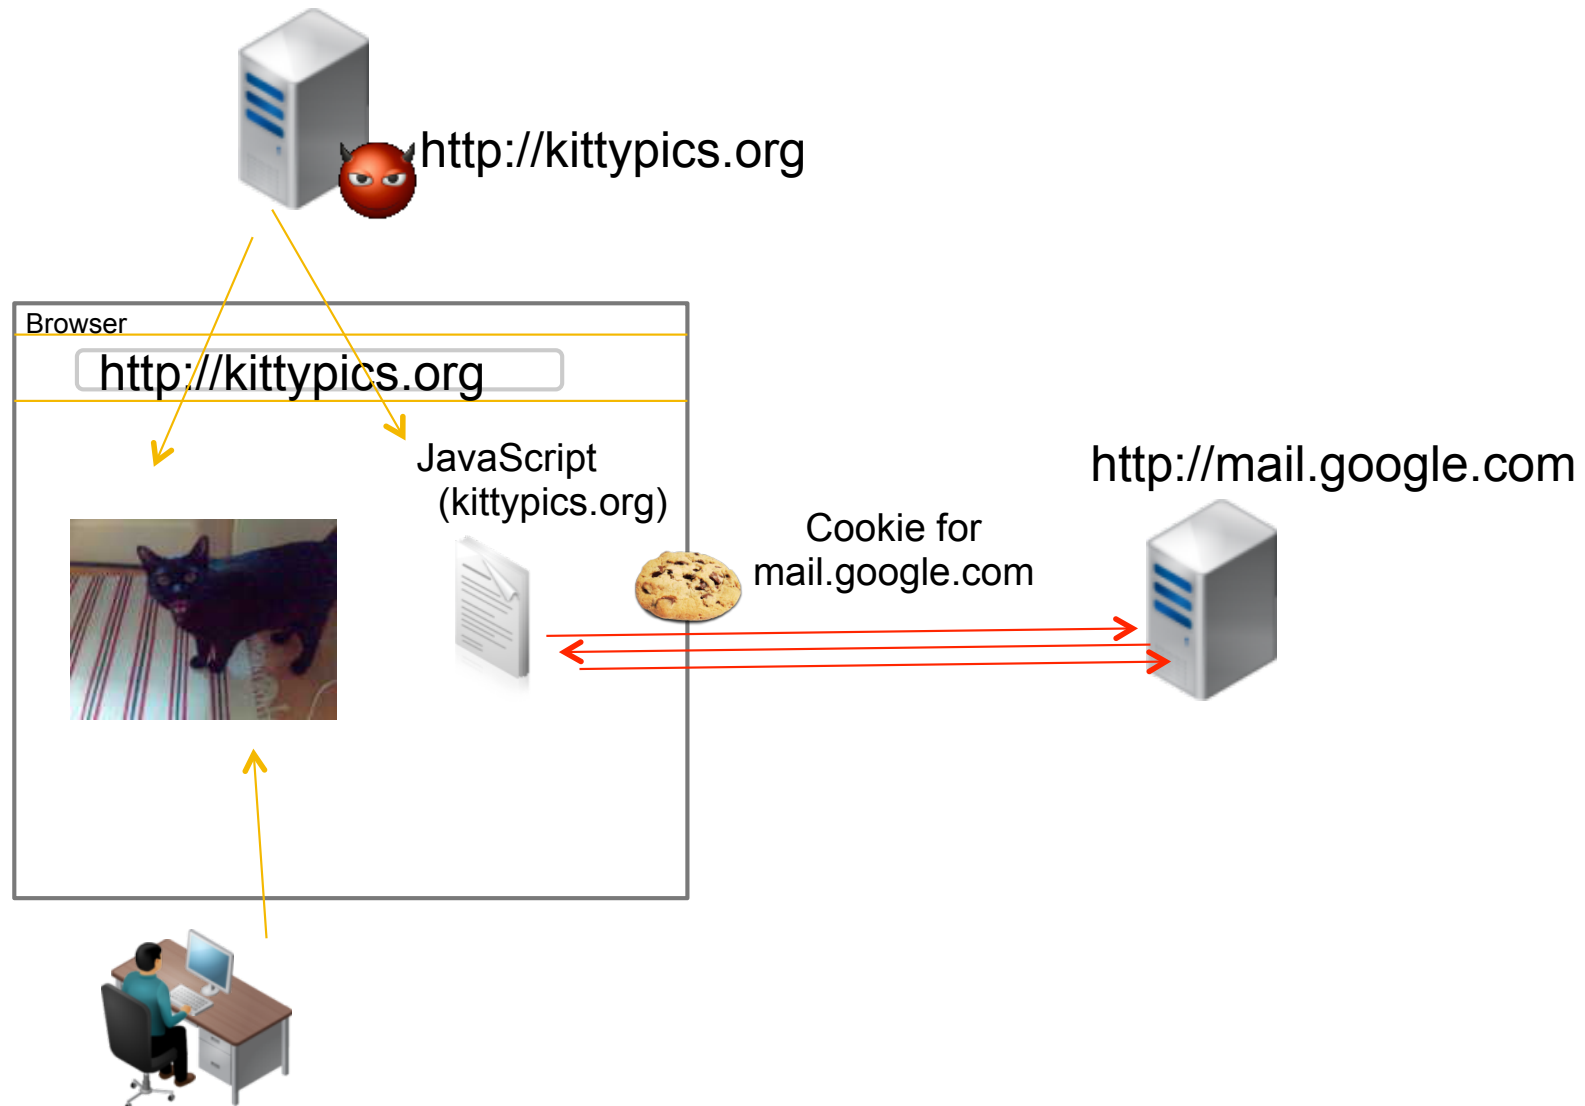 http://kittypics.org
Browser
http://kittypics.org
JavaScript
(kittypics.org)
http://mail.google.com
Cookie for
mail.google.com